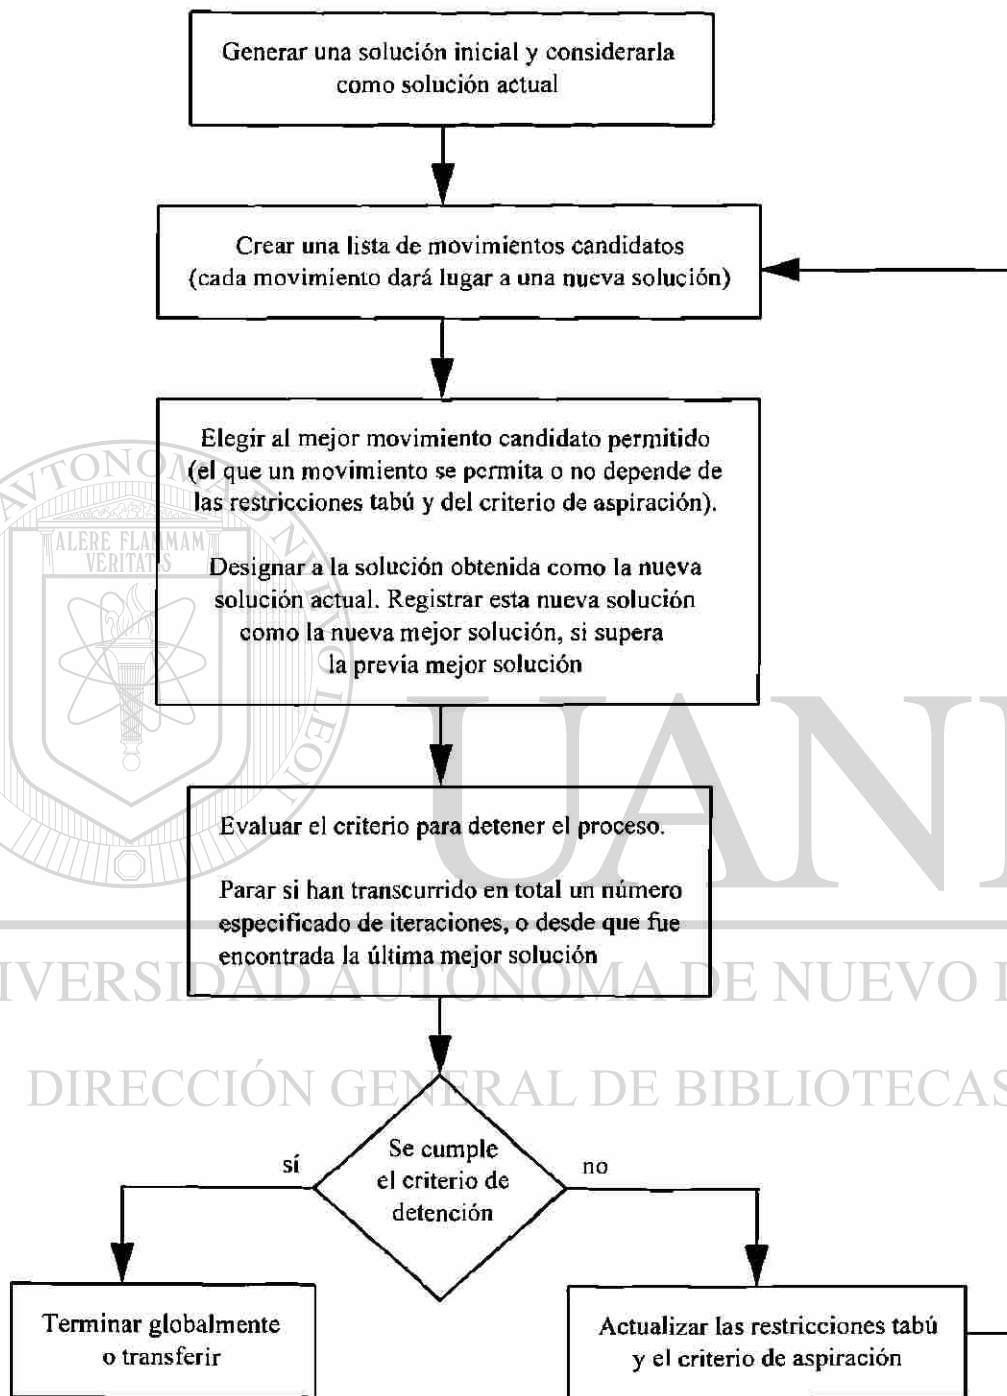 Generar una solución inicial y considerarla
como solución actual
Crear una lista de movimientos candidatos
(cada movimiento dará lugar a una nueva solución)
Elegir al mejor movimiento candidato permitido
(el que un movimiento se permita o no depende de
las restricciones tabú y del criterio de aspiración).
Designar a la solución obtenida como la nueva
solución actual. Registrar esta nueva solución
como la nueva mejor solución, si supera
la previa mejor solución
ALERE FLAMMAM
VERITATIS
Evaluar el criterio para detener el proceso.
Parar si han transcurrido en total un número
especificado de iteraciones, o desde que fue
encontrada la última mejor solución
UANL
IVERSIDAD AUTÓNOMA DE NUEVO L
DIRECCIÓN GENERAL DE BIBLIOTECAS
Se cumple
el criterio de
detención
sí
no
Terminar globalmente
o transferir
Actualizar las restricciones tabú
y el criterio de aspiración